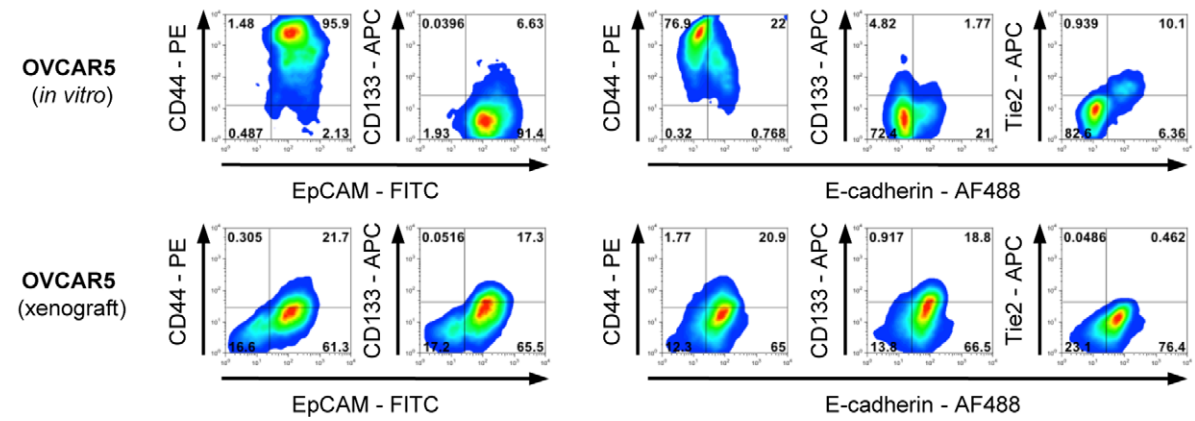 OVCAR5
(in vitro)
CD44 - PE
1.48 95.9
0.487 2.13
CD133 - APC
0.0396 6.63
1.93 91.4
EpCAM - FITC
CD44 - PE
76.9 22
0.32 0.768
CD133 - APC
4.82 1.77
72.4 21
Tie2 - APC
0.939 10.1
82.6 6.36
E-cadherin - AF488
OVCAR5
(xenograft)
CD44 - PE
0.305 21.7
16.6 61.3
CD133 - APC
0.0516 17.3
17.2 65.5
EpCAM - FITC
CD44 - PE
1.77 20.9
12.3 65
CD133 - APC
0.917 18.8
13.8 66.5
Tie2 - APC
0.0486 0.462
23.1 76.4
E-cadherin - AF488